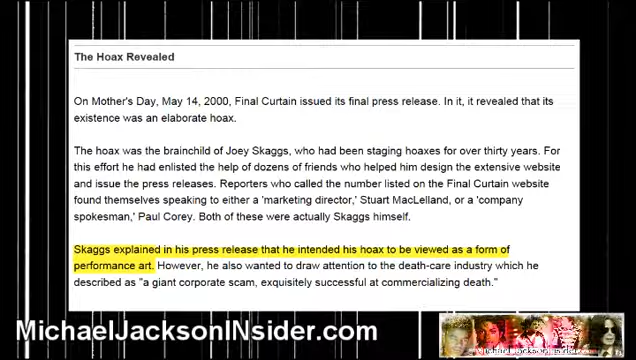 The Hoax Revealed
On Mother's Day, May 14, 2000, Final Curtain issued its final press release. In it, it revealed that its
existence was an elaborate hoax.
The hoax was the brainchild of Joey Skaggs, who had been staging hoaxes for over thirty years. For
this effort he had enlisted the help of dozens of friends who helped him design the extensive website
and issue the press releases. Reporters who called the number listed on the Final Curtain website
found themselves speaking to either a 'marketing director,' Stuart MacLelland, or a 'company
spokesman,' Paul Corey. Both of these were actually Skaggs himself.
Skaggs explained in his press release that he intended his hoax to be viewed as a form of
performance art. However, he also wanted to draw attention to the death-care industry which he
described as "a giant corporate scam, exquisitely successful at commercializing death."
MichaelJacksonInsider.com
MichaelJacksonInsider.com